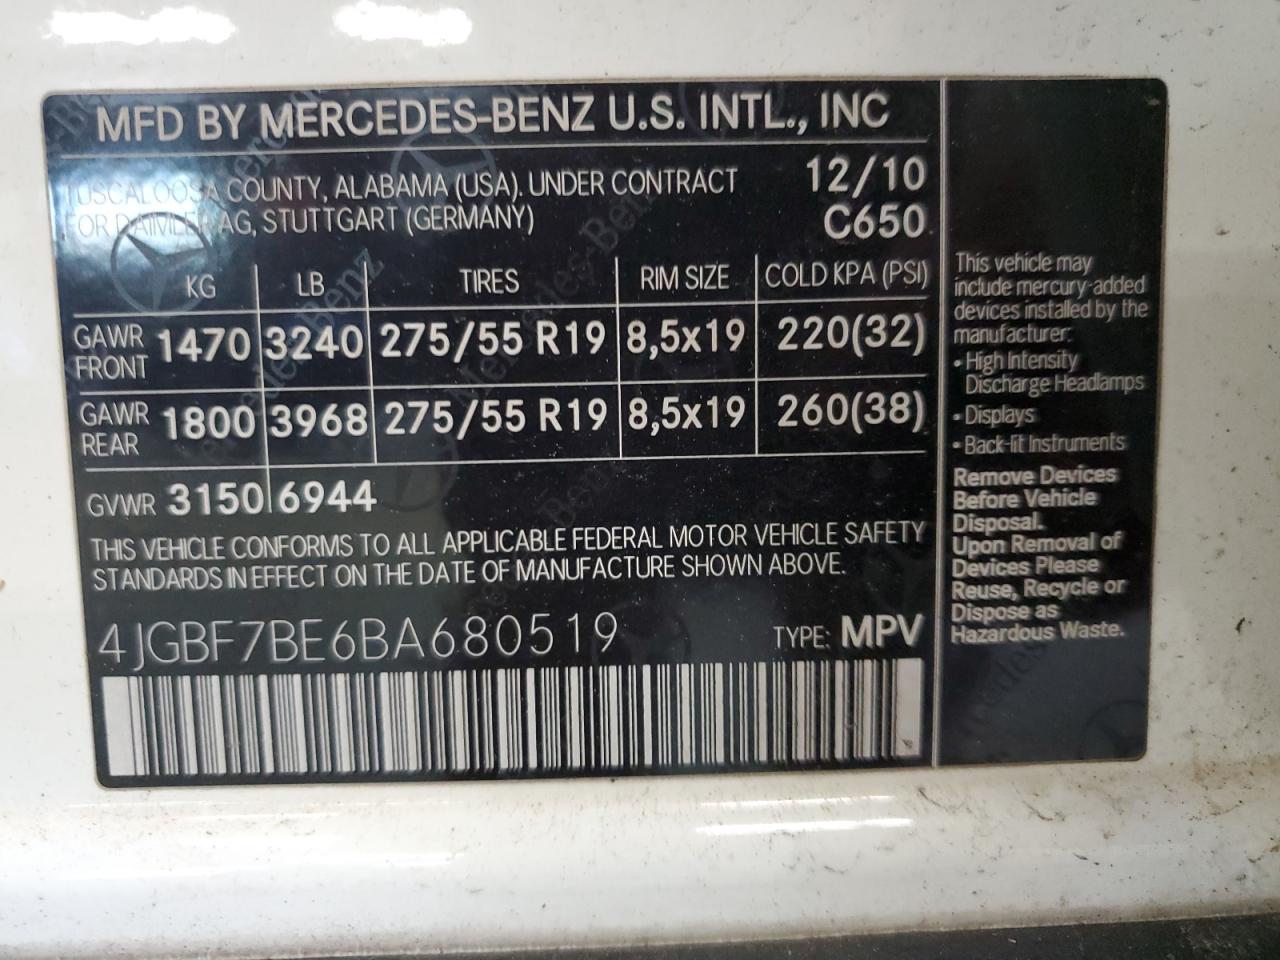 MFD BY MERCEDES-BENZ U.S. INTL., INC
TUSCALOOSA COUNTY, ALABAMA (USA). UNDER CONTRACT 12/10
FOR DAIMLER AG, STUTTGART (GERMANY) C650
KG LB TIRES RIM SIZE COLD KPA (PSI)
GAWR FRONT 1470 3240 275/55 R19 8,5x19 220(32)
GAWR REAR 1800 3968 275/55 R19 8,5x19 260(38)
GVWR 3150 6944
THIS VEHICLE CONFORMS TO ALL APPLICABLE FEDERAL MOTOR VEHICLE SAFETY
STANDARDS IN EFFECT ON THE DATE OF MANUFACTURE SHOWN ABOVE.
4JGBF7BE6BA680519 TYPE: MPV
This vehicle may
include mercury-added
devices installed by the
manufacturer:
• High Intensity
Discharge Headlamps
• Displays
• Back-lit Instruments
Remove Devices
Before Vehicle
Disposal.
Upon Removal of
Devices Please
Reuse, Recycle or
Dispose as
Hazardous Waste.